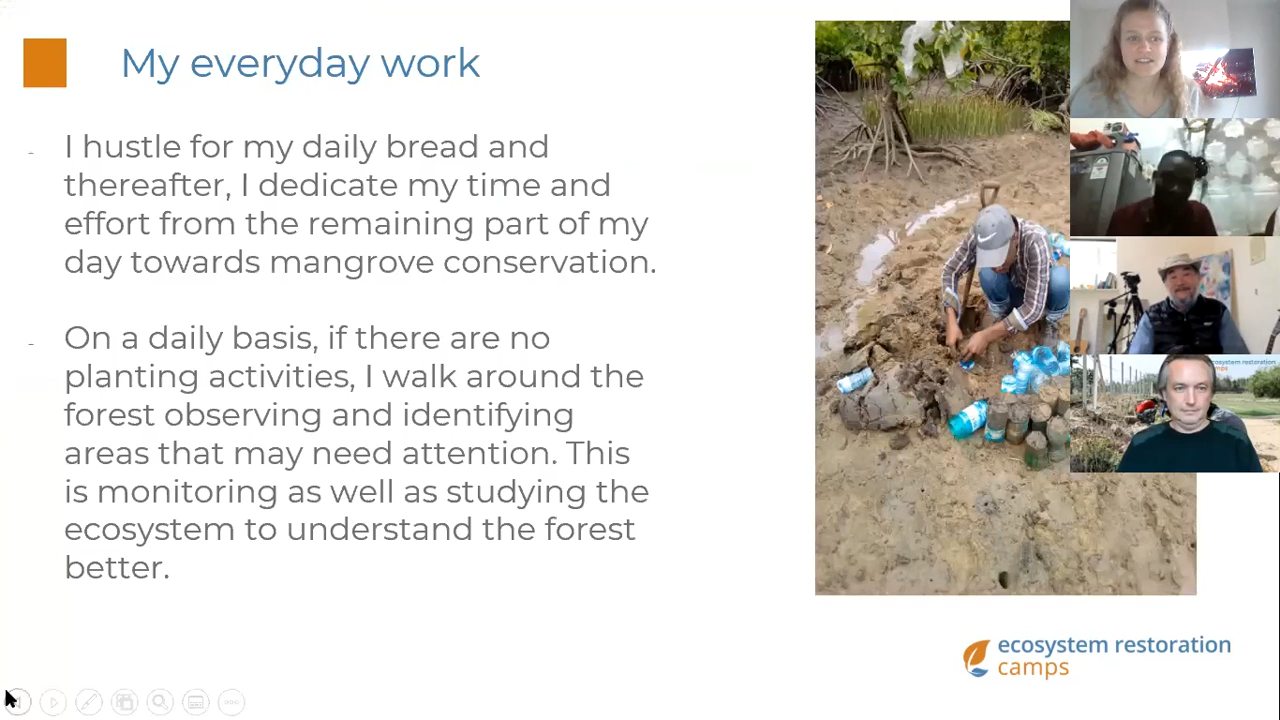 My everyday work
- I hustle for my daily bread and
thereafter, I dedicate my time and
effort from the remaining part of my
day towards mangrove conservation.
- On a daily basis, if there are no
planting activities, I walk around the
forest observing and identifying
areas that may need attention. This
is monitoring as well as studying the
ecosystem to understand the forest
better.
ecosystem restoration
camps
ecosystem restoration
camps